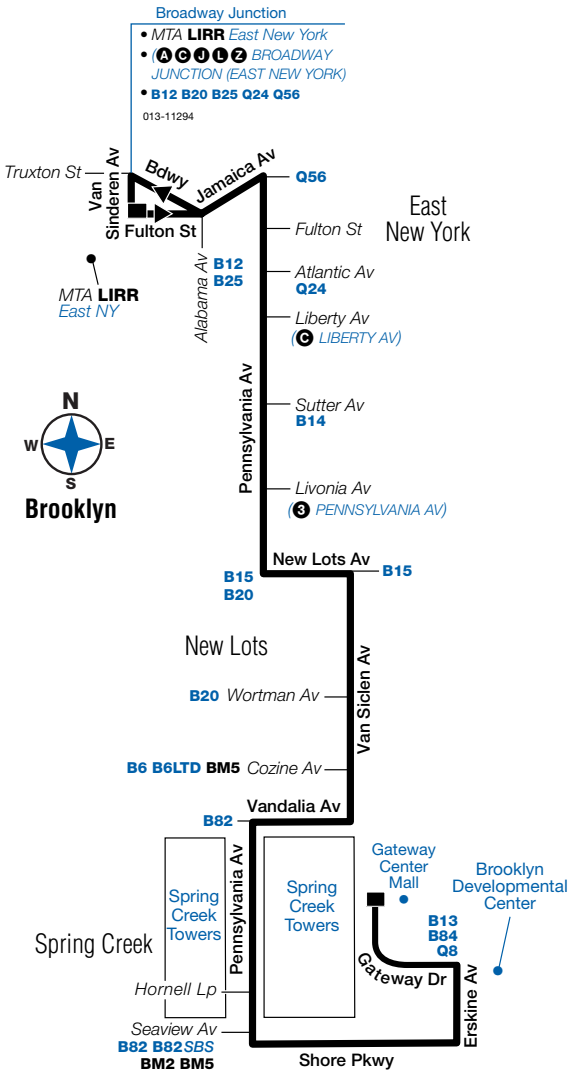 Broadway Junction
• MTA LIRR East New York
• (A C J L Z BROADWAY
JUNCTION (EAST NEW YORK)
• B12 B20 B25 Q24 Q56
013-11294
Truxton St
Van
Sinderen Av
Bdwy
Jamaica Av
Q56
Fulton St
East
New York
Fulton St
Alabama Av
B12
B25
Atlantic Av
Q24
MTA LIRR
East NY
Liberty Av
(C LIBERTY AV)
Pennsylvania Av
Sutter Av
B14
N
W
E
S
Brooklyn
Livonia Av
(3 PENNSYLVANIA AV)
New Lots Av
B15
B15
B20
New Lots
Van Siclen Av
B20 Wortman Av
B6 B6LTD BM5 Cozine Av
Vandalia Av
B82
Pennsylvania Av
Spring
Creek
Towers
Spring
Creek
Towers
Gateway
Center
Mall
Brooklyn
Developmental
Center
B13
B84
Q8
Spring Creek
Gateway Dr
Erskine Av
Hornell Lp
Seaview Av
B82 B82SBS
BM2 BM5
Shore Pkwy